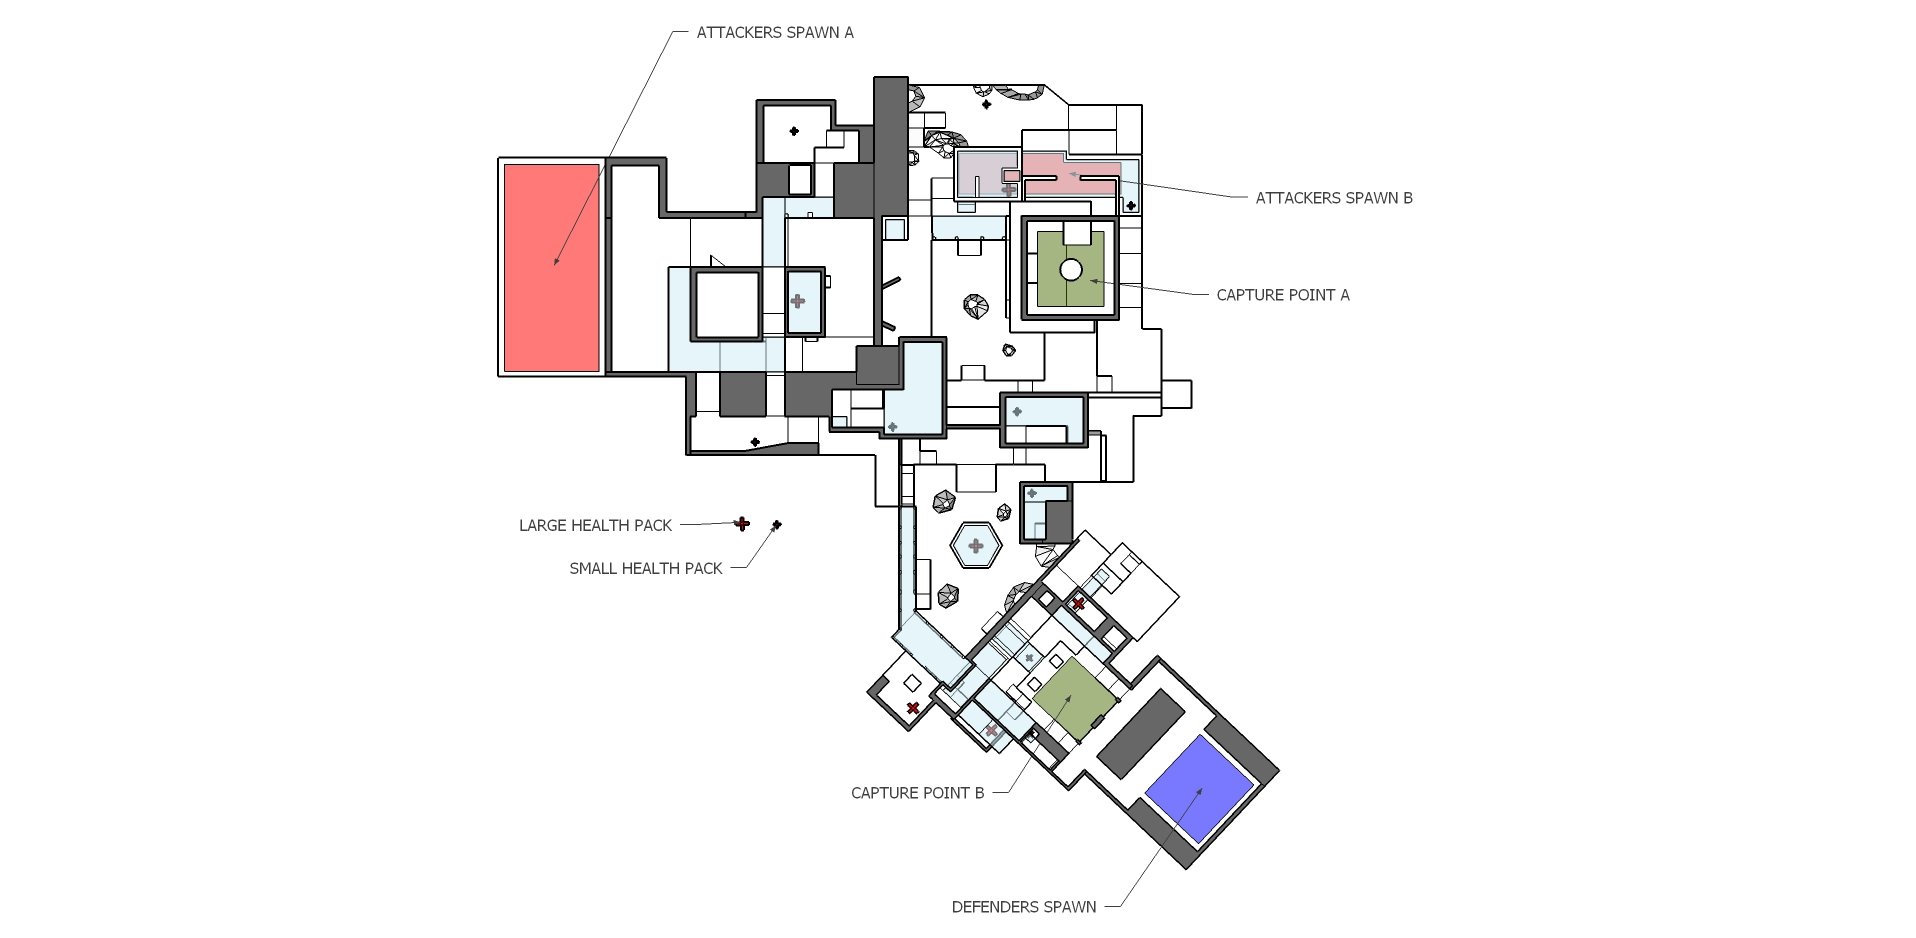 ATTACKERS SPAWN A
ATTACKERS SPAWN B
CAPTURE POINT A
LARGE HEALTH PACK
SMALL HEALTH PACK
CAPTURE POINT B
DEFENDERS SPAWN